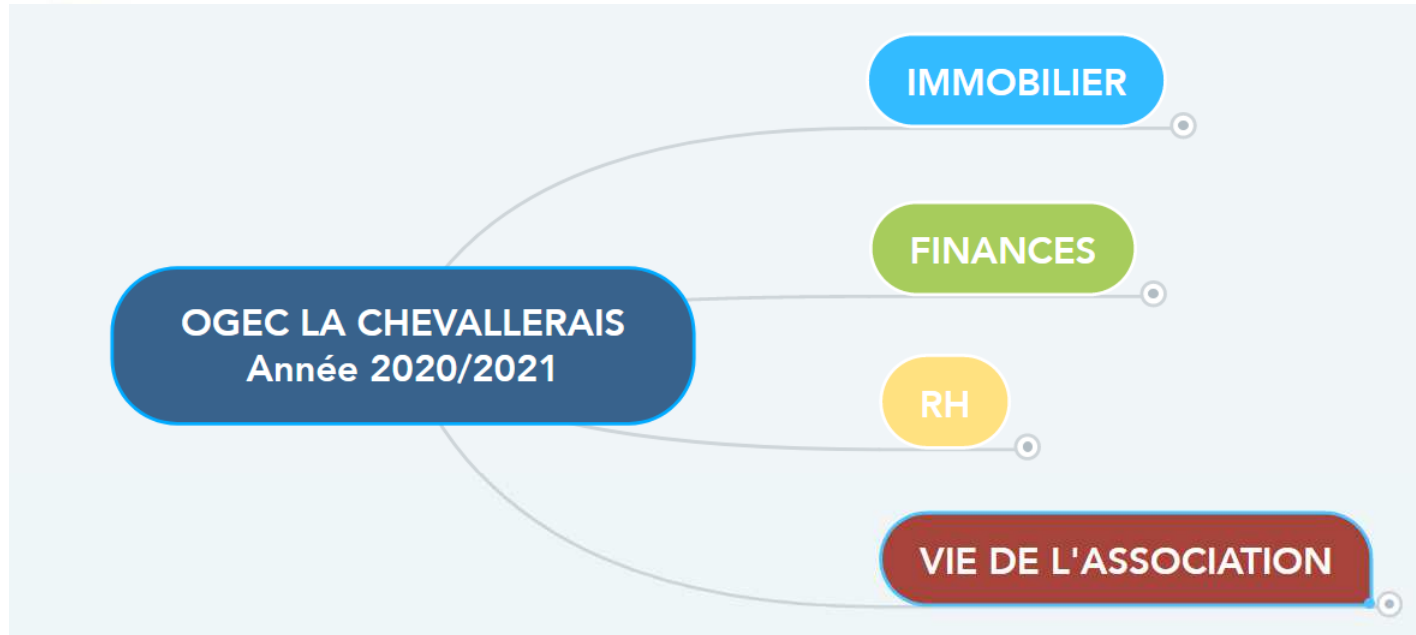 IMMOBILIER
FINANCES
OGEC LA CHEVALLERAIS
Année 2020/2021
RH
VIE DE L'ASSOCIATION